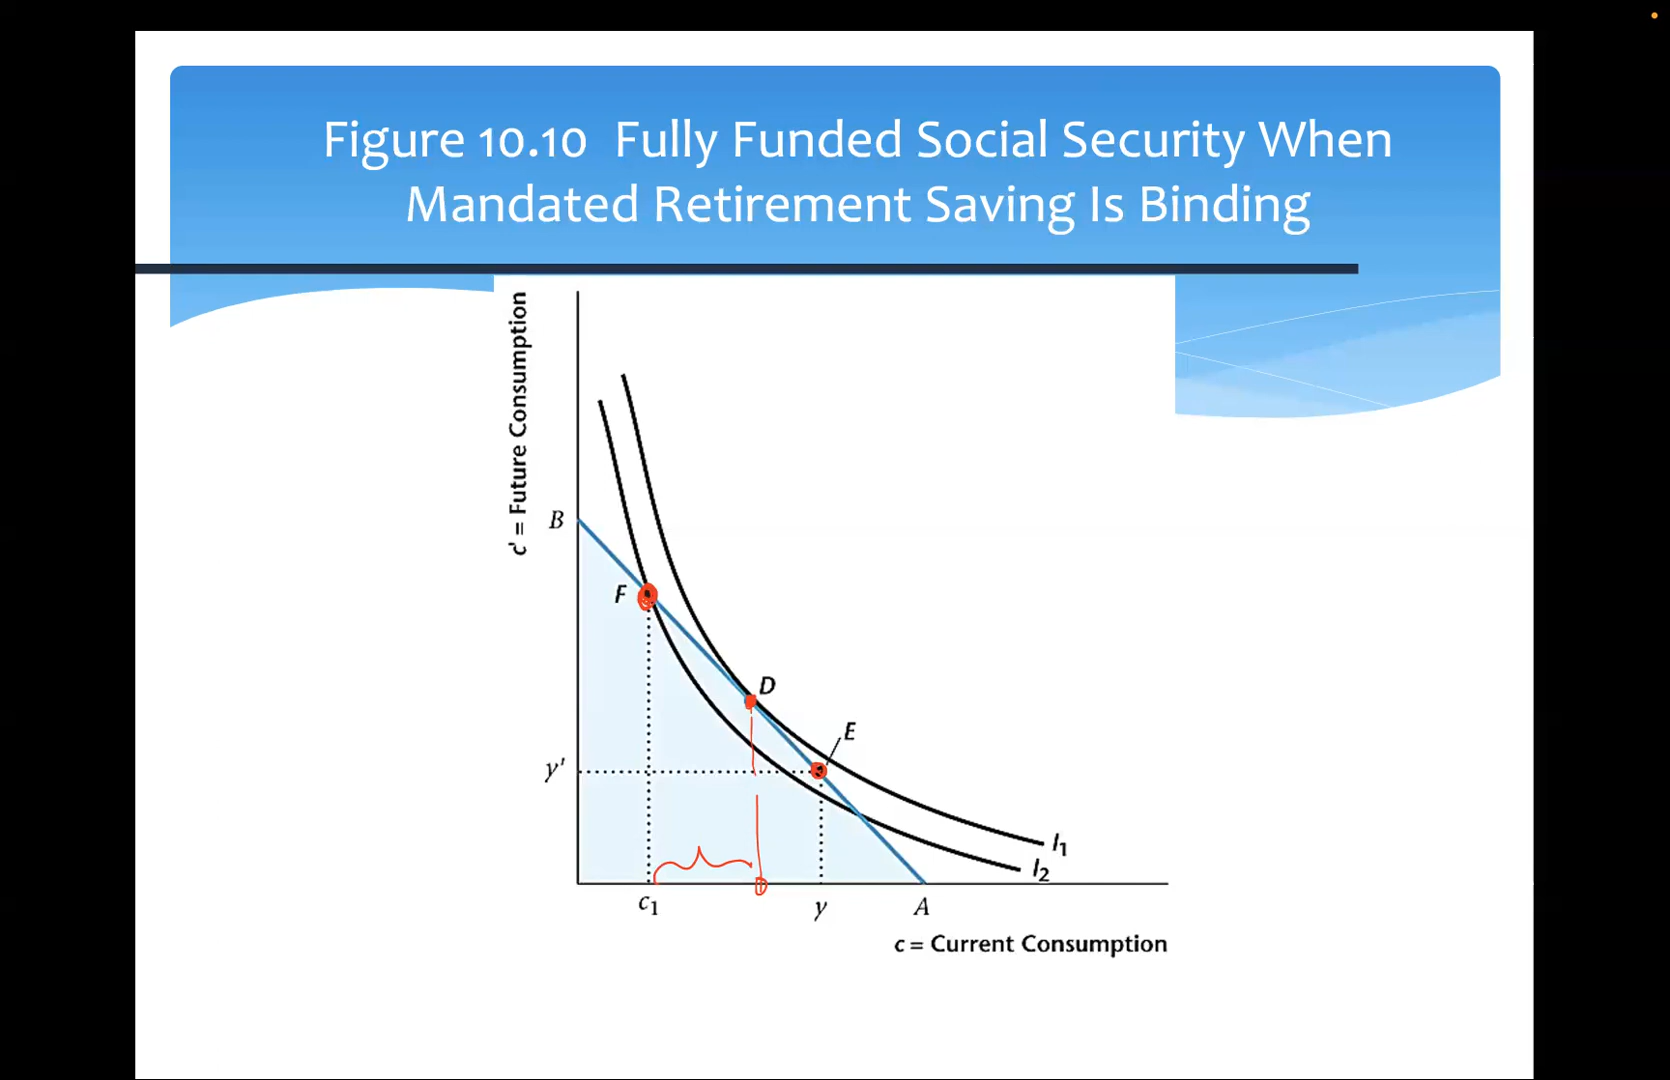 Figure 10.10 Fully Funded Social Security When
Mandated Retirement Saving Is Binding
c' = Future Consumption
B
F
D
E
y'
I₁
I₂
c₁
y
A
c = Current Consumption